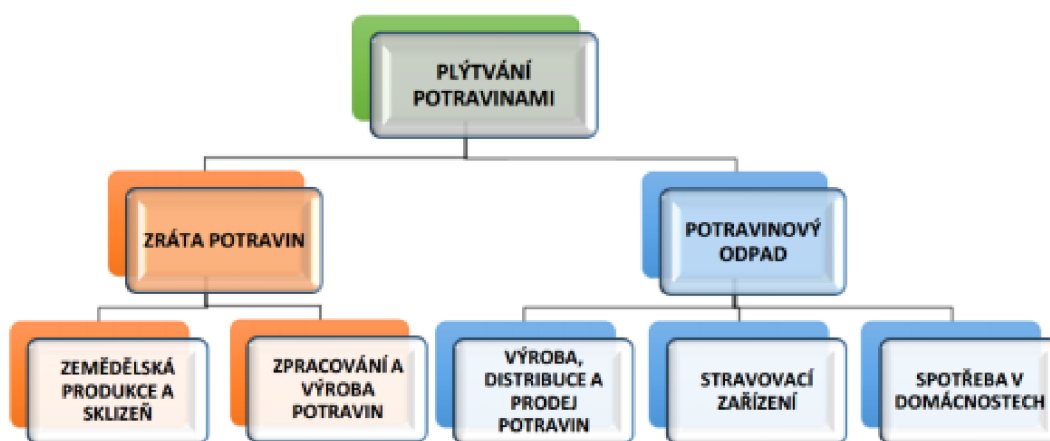 PLÝTVÁNÍ
POTRAVINAMI
ZRÁTA POTRAVIN
POTRAVINOVÝ
ODPAD
ZEMĚDĚLSKÁ
PRODUKCE A
SKLIZEŇ
ZPRACOVÁNÍ A
VÝROBA
POTRAVIN
VÝROBA,
DISTRIBUCE A
PRODEJ
POTRAVIN
STRAVOVACÍ
ZAŘÍZENÍ
SPOTŘEBA V
DOMÁCNOSTECH